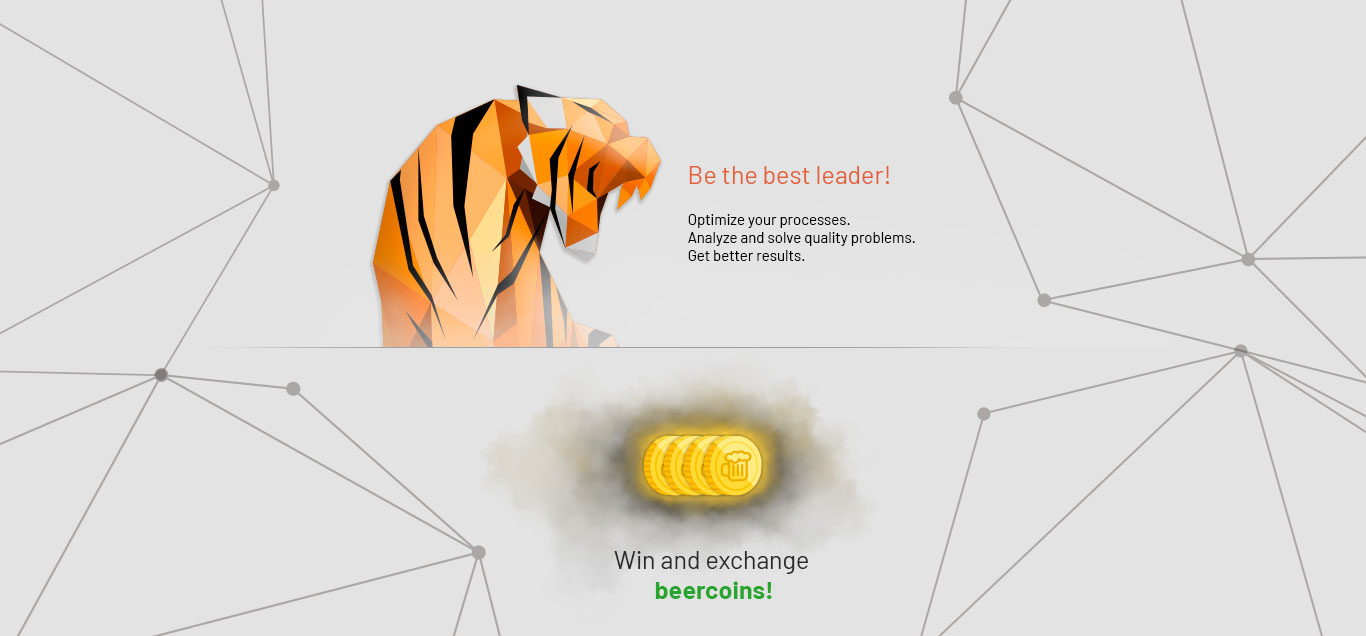 Be the best leader!
Optimize your processes.
Analyze and solve quality problems.
Get better results.
Win and exchange
beercoins!